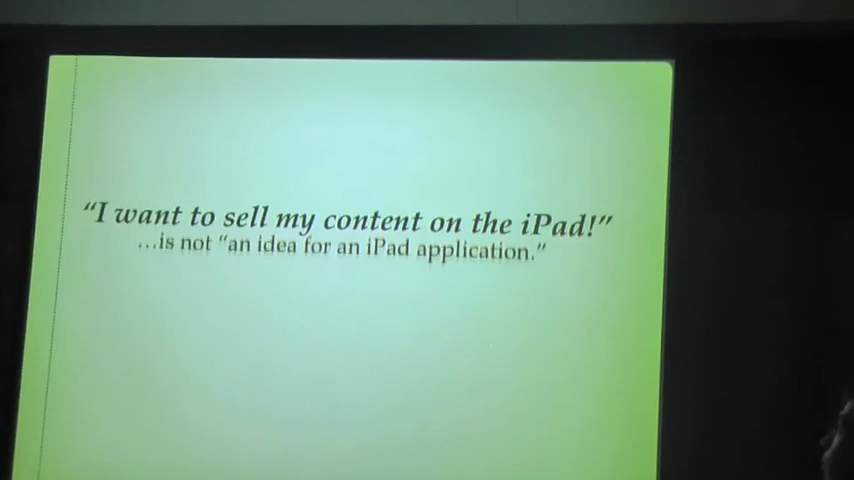 “I want to sell my content on the iPad!”
…is not “an idea for an iPad application.”